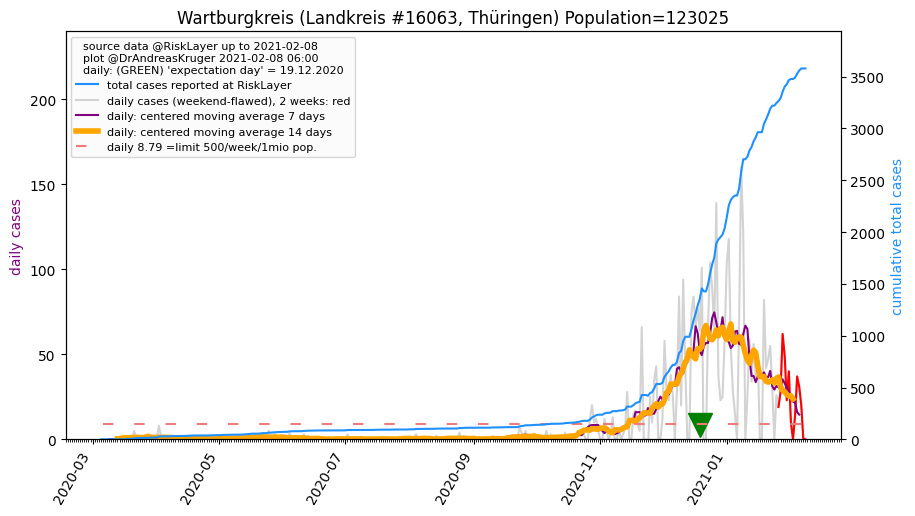 Wartburgkreis (Landkreis #16063, Thüringen) Population=123025
source data @RiskLayer up to 2021-02-08
plot @DrAndreasKruger 2021-02-08 06:00
daily: (GREEN) 'expectation day' = 19.12.2020
total cases reported at RiskLayer
daily cases (weekend-flawed), 2 weeks: red
daily: centered moving average 7 days
daily: centered moving average 14 days
daily 8.79 =limit 500/week/1mio pop.
daily cases
0
50
100
150
200
cumulative total cases
0
500
1000
1500
2000
2500
3000
3500
2020-03
2020-05
2020-07
2020-09
2020-11
2021-01